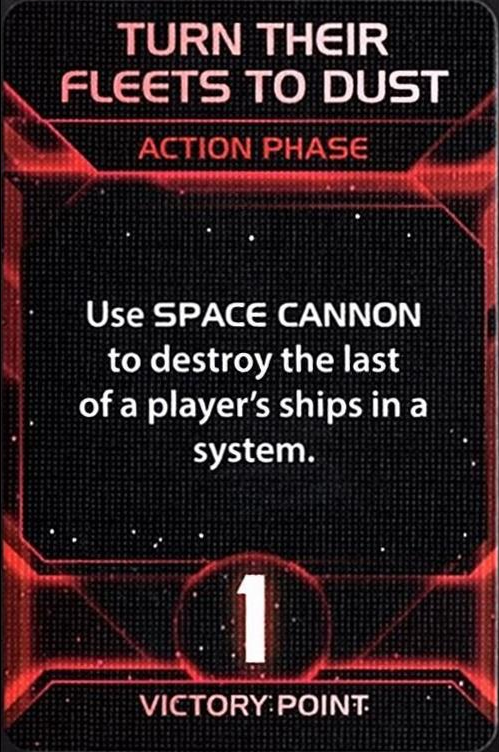 TURN THEIR
FLEETS TO DUST
ACTION PHASE
Use SPACE CANNON
to destroy the last
of a player’s ships in a
system.
1
VICTORY POINT